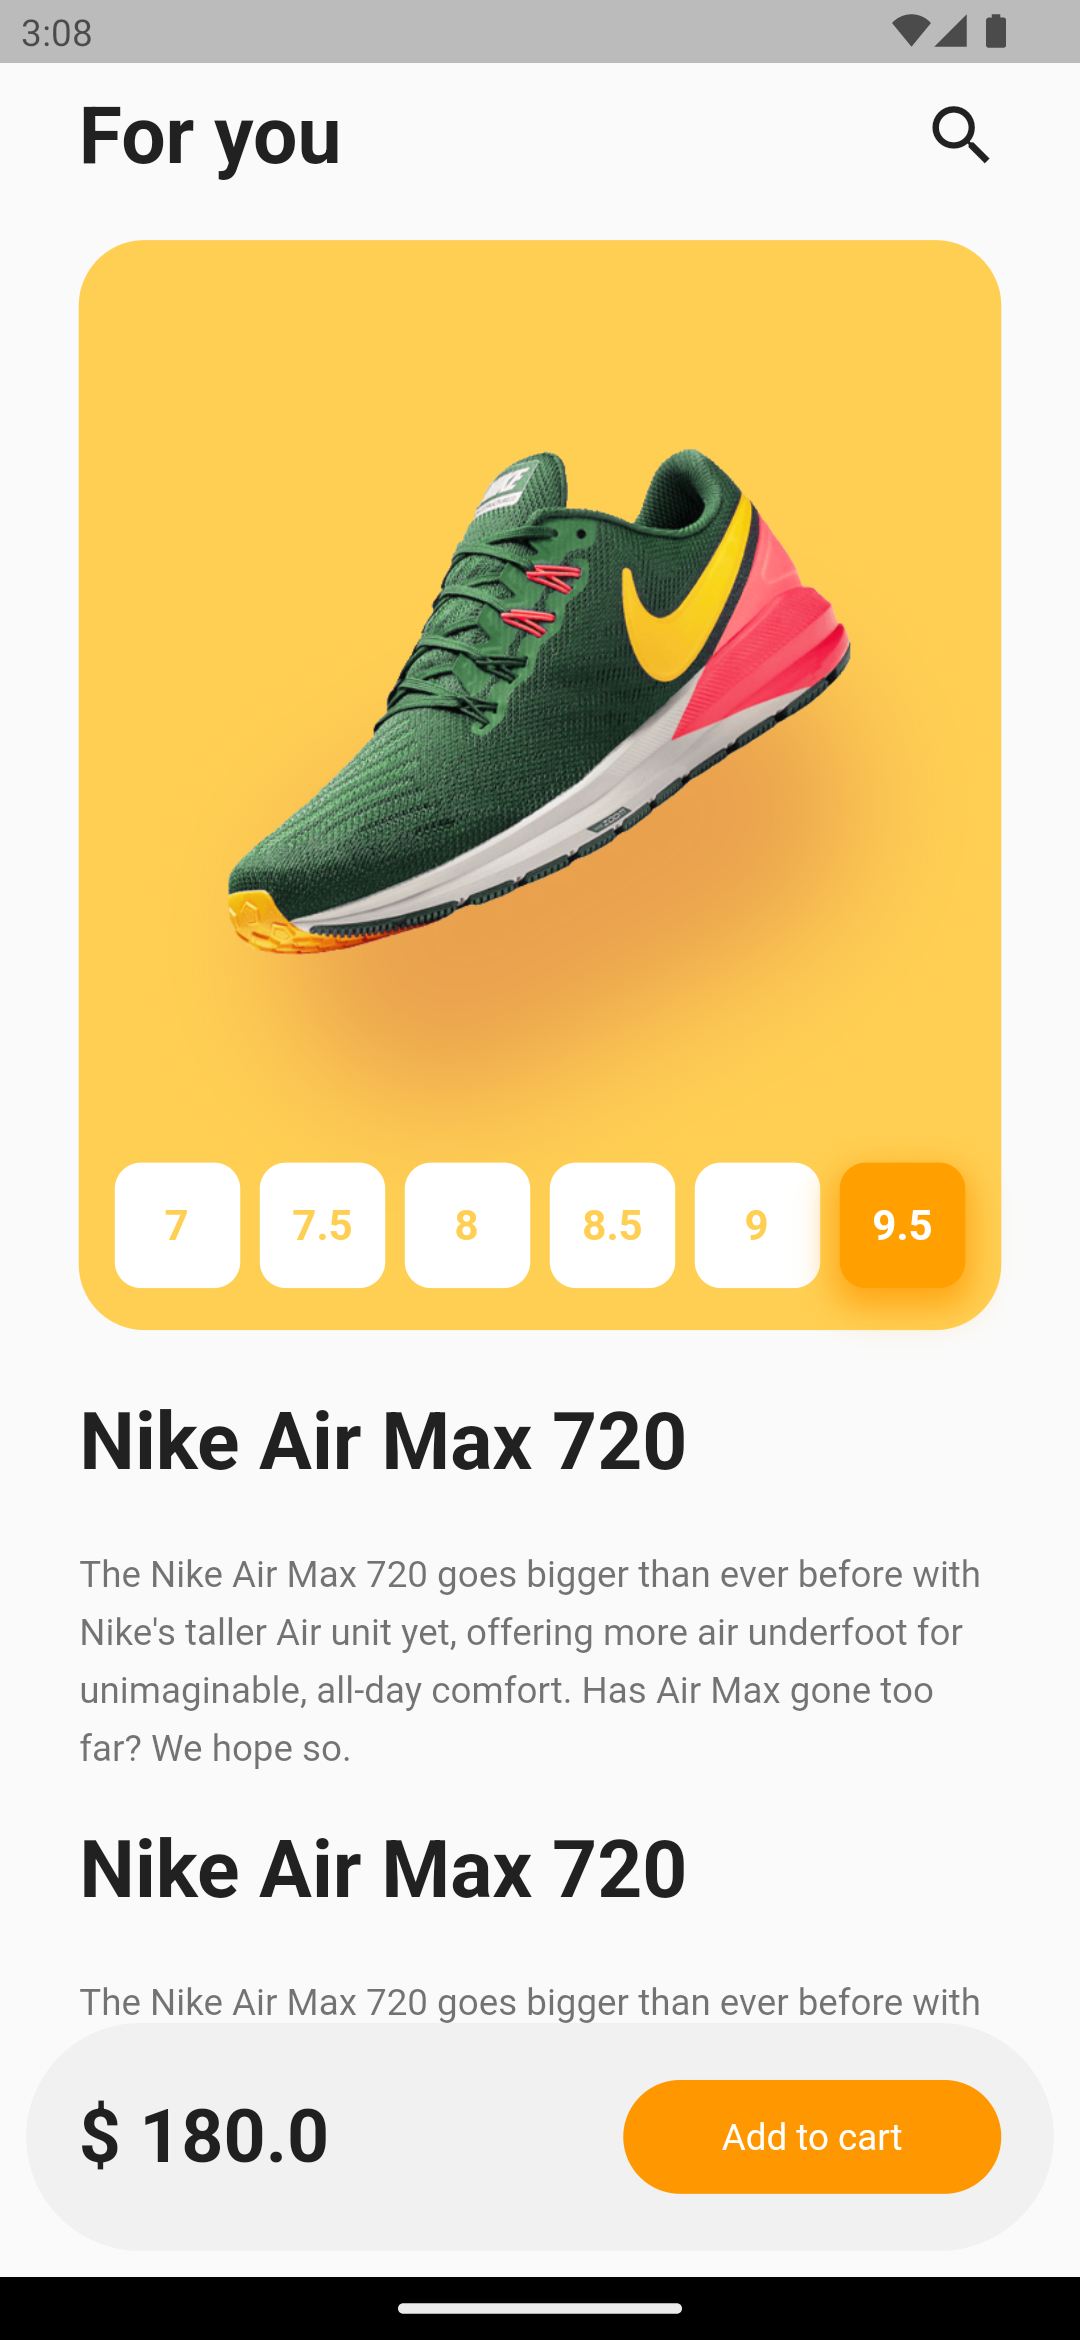 3:08
For you
7 7.5 8 8.5 9 9.5
Nike Air Max 720
The Nike Air Max 720 goes bigger than ever before with
Nike's taller Air unit yet, offering more air underfoot for
unimaginable, all-day comfort. Has Air Max gone too
far? We hope so.
Nike Air Max 720
The Nike Air Max 720 goes bigger than ever before with
$ 180.0 Add to cart